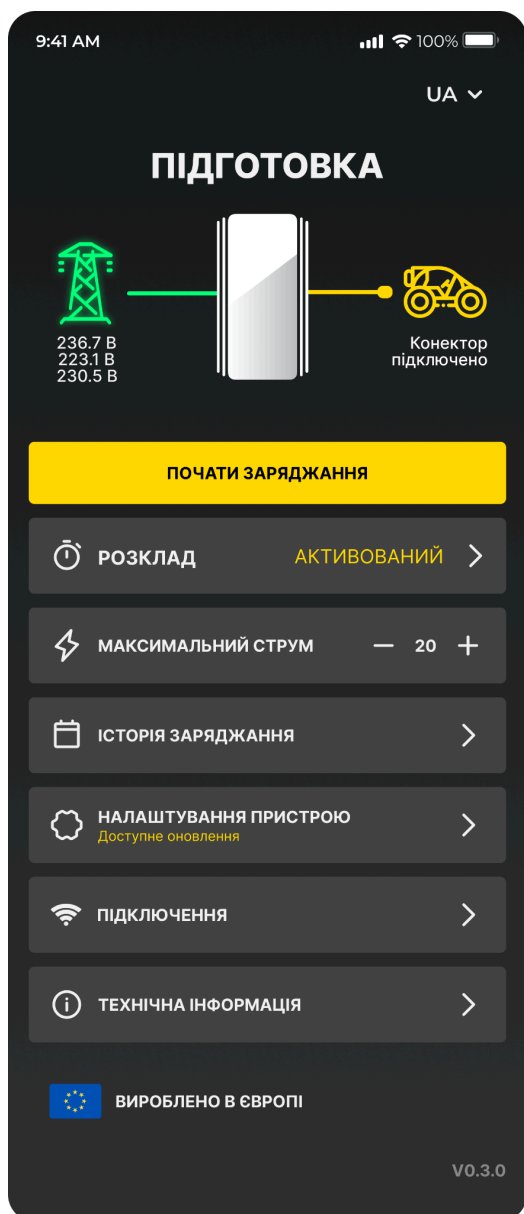 9:41 AM 100%
UA
ПІДГОТОВКА
236.7 В
223.1 В
230.5 В
Конектор
підключено
ПОЧАТИ ЗАРЯДЖАННЯ
РОЗКЛАД АКТИВОВАНИЙ
МАКСИМАЛЬНИЙ СТРУМ — 20 +
ІСТОРІЯ ЗАРЯДЖАННЯ
НАЛАШТУВАННЯ ПРИСТРОЮ
Доступне оновлення
ПІДКЛЮЧЕННЯ
ТЕХНІЧНА ІНФОРМАЦІЯ
ВИРОБЛЕНО В ЄВРОПІ
V0.3.0